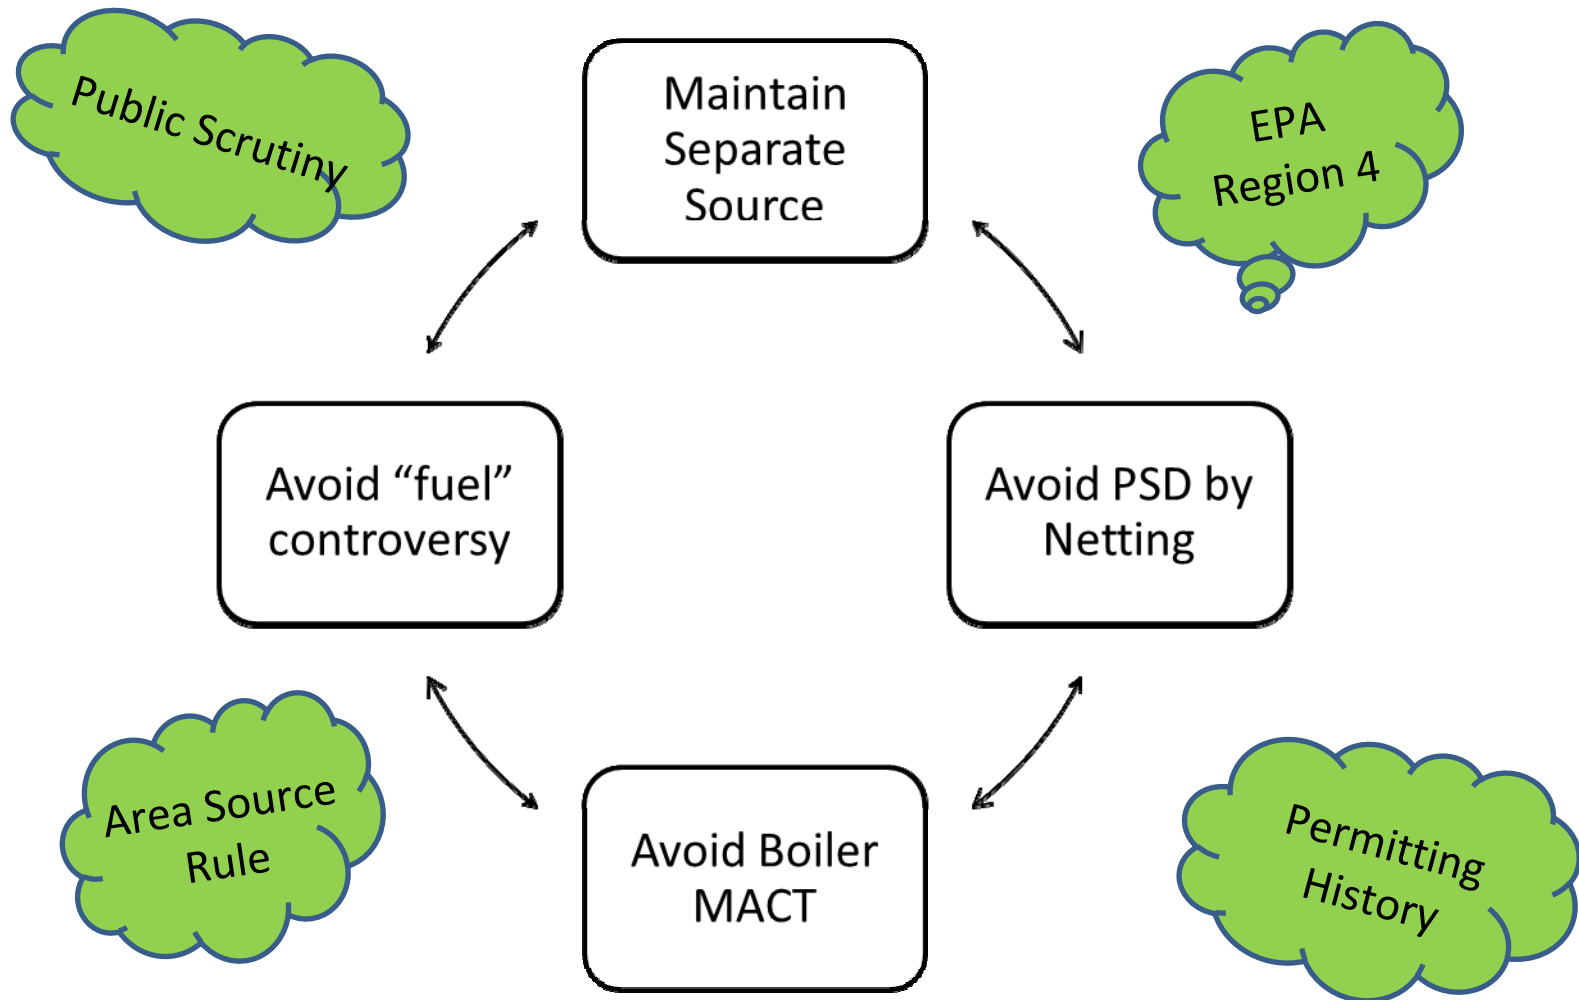 Public Scrutiny
Maintain
Separate
Source
EPA
Region 4
Avoid “fuel”
controversy
Avoid PSD by
Netting
Area Source
Rule
Avoid Boiler
MACT
Permitting
History